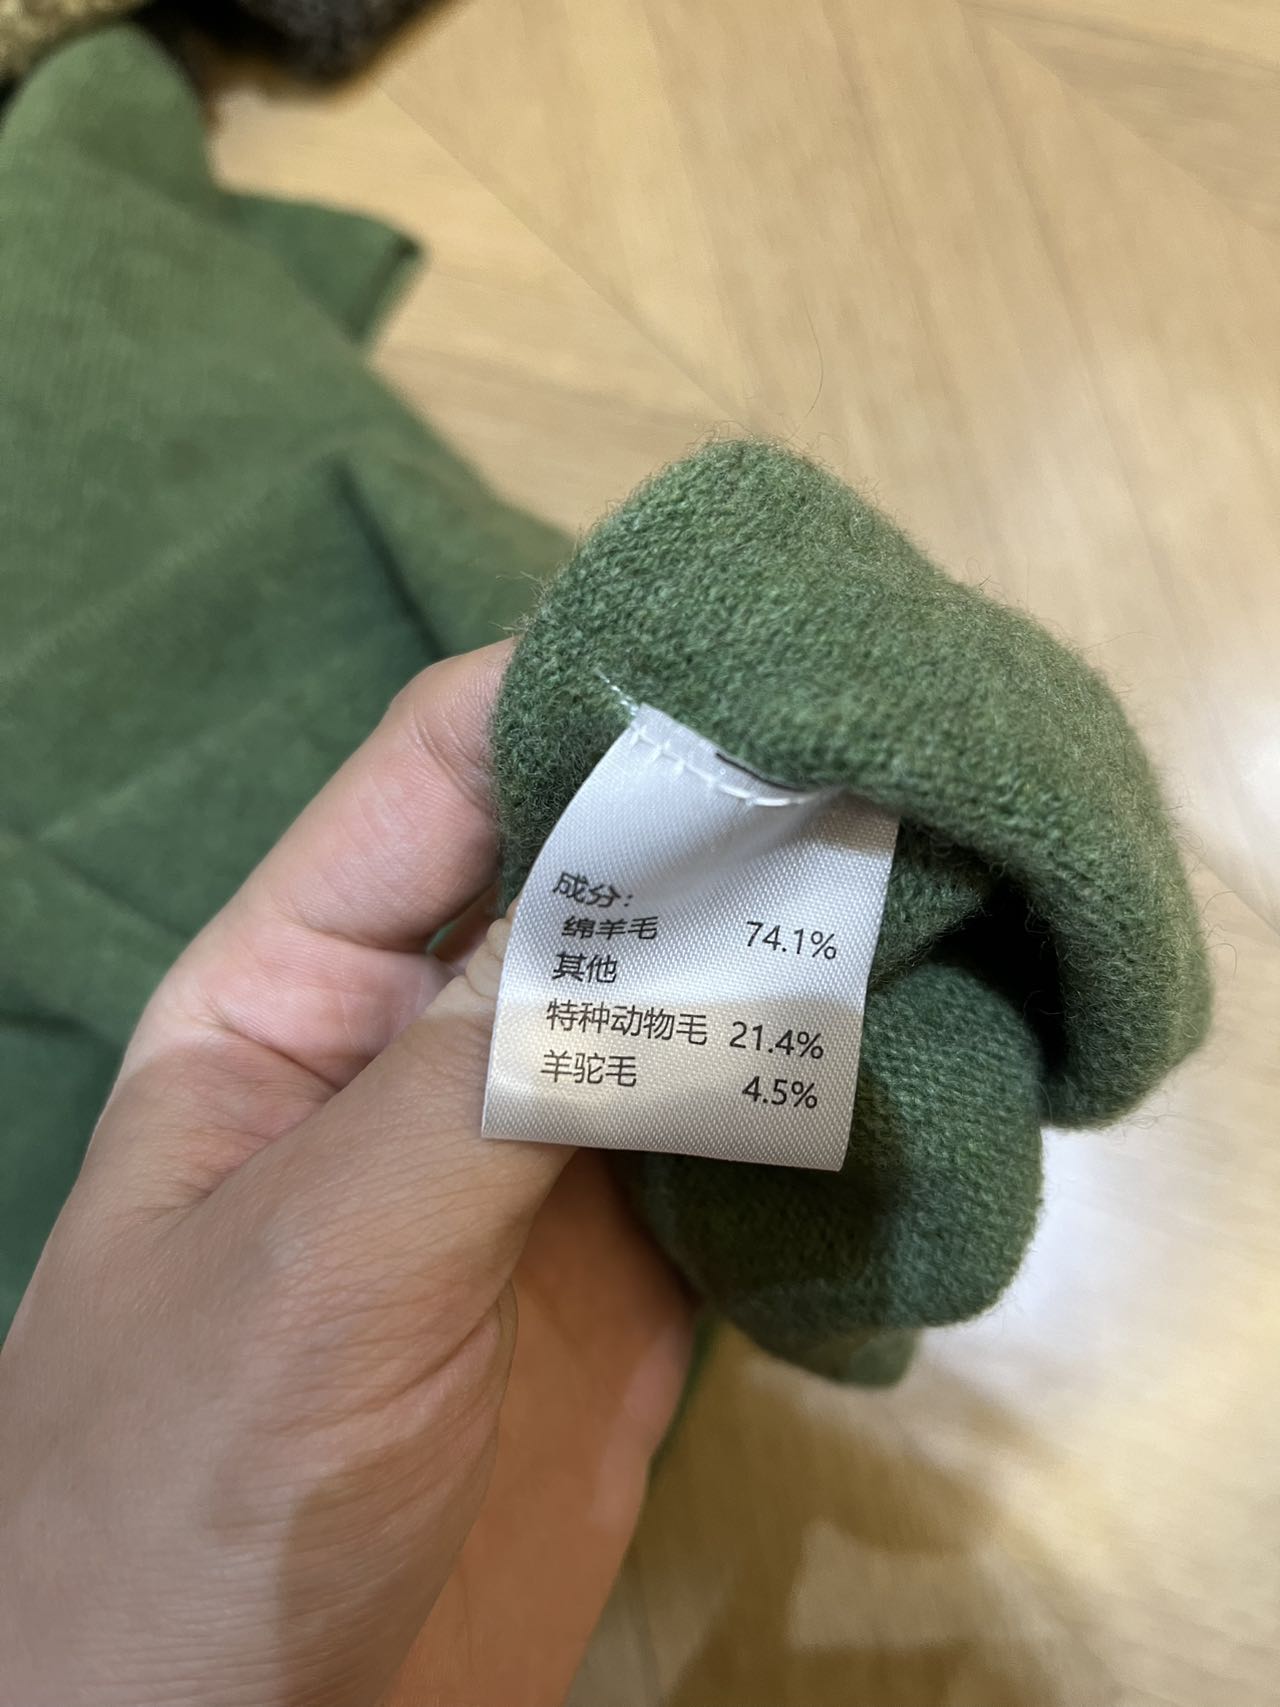 成分：
绵羊毛 74.1%
其他
特种动物毛 21.4%
羊驼毛 4.5%